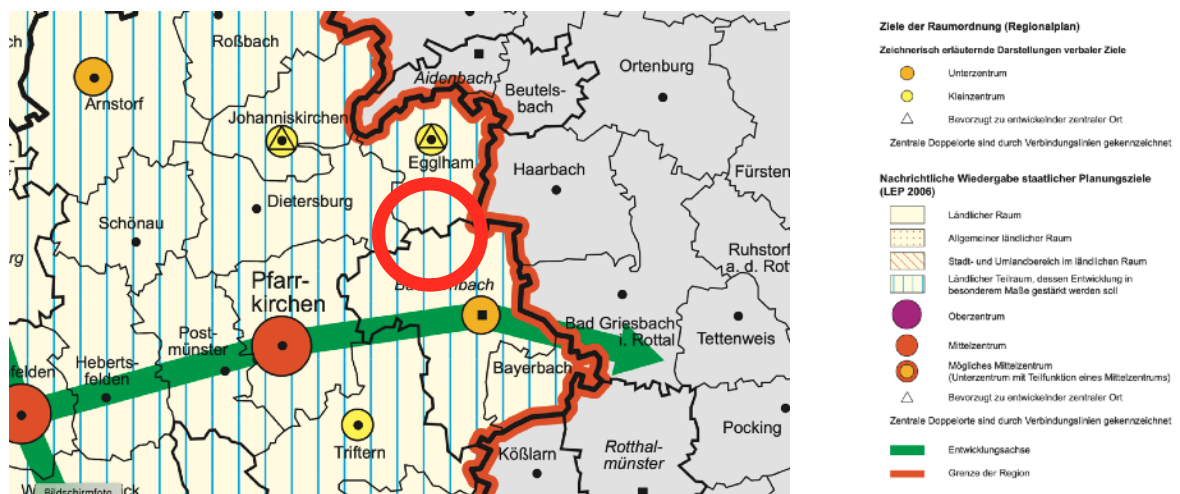 ch
Roßbach
Aidenbach
Ortenburg
Beutels-
bach
Arnstorf
Johanniskirchen
Egglham
Haarbach
Fürsten
Dietersburg
Schönau
rg
Ruhstorf
a. d. Rott
Pfarr-
kirchen
Post-
münster
Bad Griesbach
i. Rottal
Tettenweis
felden
Heberts-
felden
Bayerbach
Triftern
Kößlarn
Rotthal-
münster
Pocking
Bildschirmfoto
ck
Ziele der Raumordnung (Regionalplan)
Zeichnerisch erläuternde Darstellungen verbaler Ziele
Unterzentrum
Kleinzentrum
Bevorzugt zu entwickelnder zentraler Ort
Zentrale Doppelorte sind durch Verbindungslinien gekennzeichnet
Nachrichtliche Wiedergabe staatlicher Planungsziele
(LEP 2006)
Ländlicher Raum
Allgemeiner ländlicher Raum
Stadt- und Umlandbereich im ländlichen Raum
Ländlicher Teilraum, dessen Entwicklung in
besonderem Maße gestärkt werden soll
Oberzentrum
Mittelzentrum
Mögliches Mittelzentrum
(Unterzentrum mit Teilfunktion eines Mittelzentrums)
Bevorzugt zu entwickelnder zentraler Ort
Zentrale Doppelorte sind durch Verbindungslinien gekennzeichnet
Entwicklungsachse
Grenze der Region